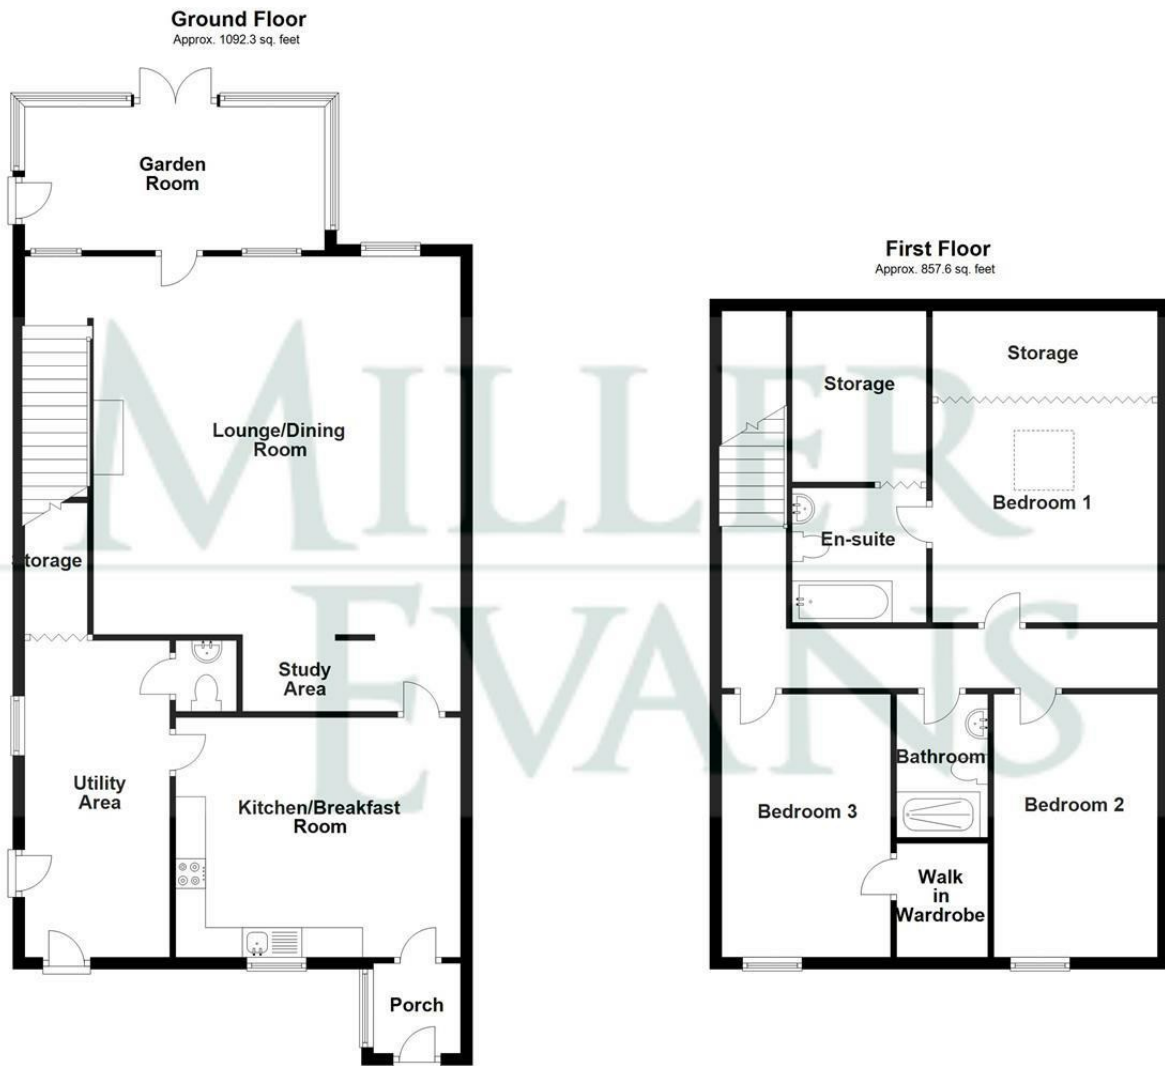 Ground Floor
Approx. 1092.3 sq. feet
Garden
Room
Lounge/Dining
Room
Storage
Study
Area
Utility
Area
Kitchen/Breakfast
Room
Porch
First Floor
Approx. 857.6 sq. feet
Storage
Storage
Bedroom 1
En-suite
Bathroom
Bedroom 3
Bedroom 2
Walk
in
Wardrobe
MILLER
EVANS